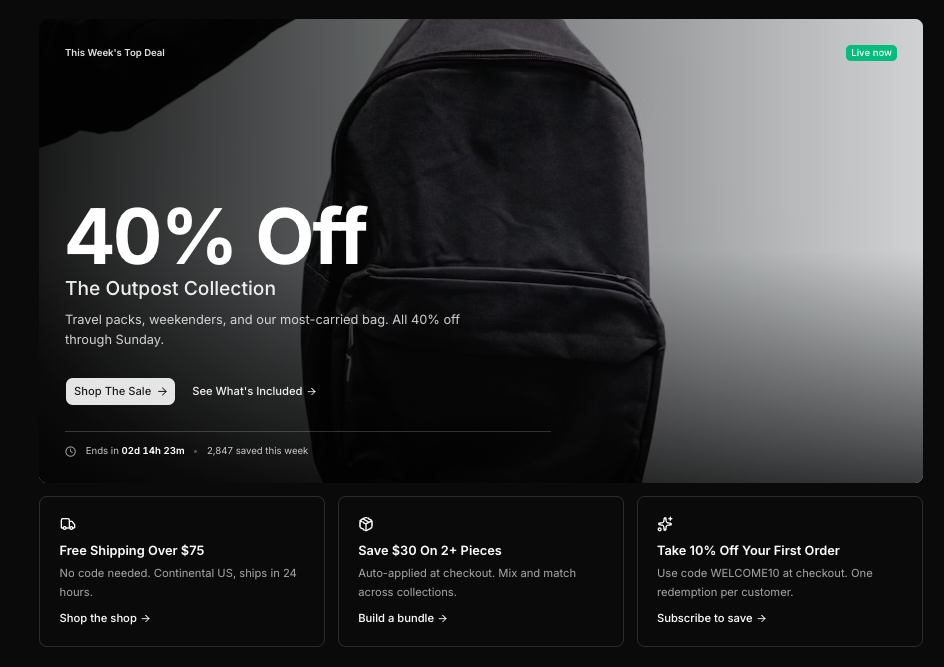 This Week's Top Deal
Live now
40% Off
The Outpost Collection
Travel packs, weekenders, and our most-carried bag. All 40% off
through Sunday.
Shop The Sale →
See What's Included →
Ends in 02d 14h 23m • 2,847 saved this week
Free Shipping Over $75
No code needed. Continental US, ships in 24
hours.
Shop the shop →
Save $30 On 2+ Pieces
Auto-applied at checkout. Mix and match
across collections.
Build a bundle →
Take 10% Off Your First Order
Use code WELCOME10 at checkout. One
redemption per customer.
Subscribe to save →